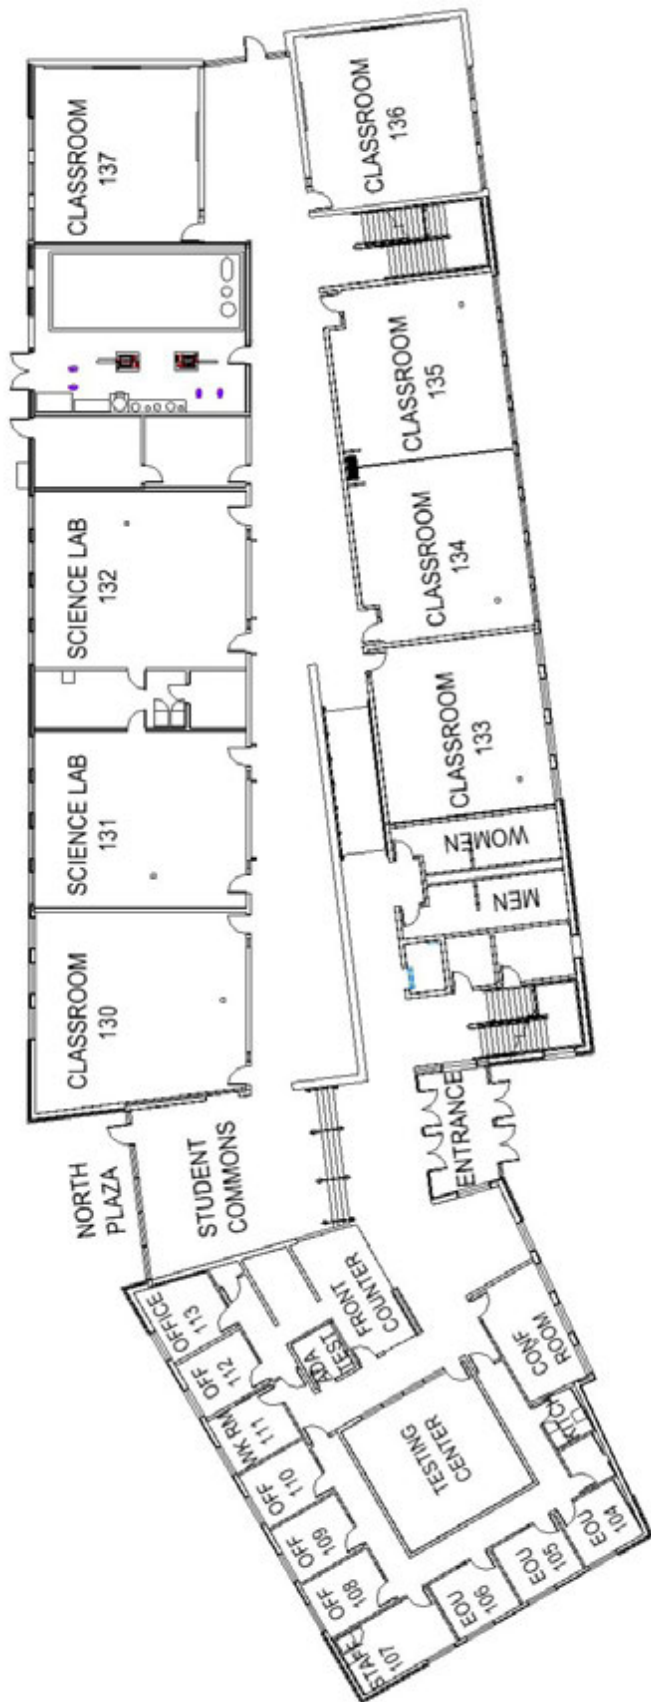 CLASSROOM
137
CLASSROOM
136
CLASSROOM
135
SCIENCE LAB
132
CLASSROOM
134
SCIENCE LAB
131
CLASSROOM
133
WOMEN
MEN
CLASSROOM
130
ENTRANCE
NORTH
PLAZA
STUDENT
COMMONS
FRONT
COUNTER
ADA
TEST
OFFICE
113
OFF
112
WK RM
111
OFF
110
OFF
109
OFF
108
STAFF
107
EOU
106
EOU
105
EOU
104
TESTING
CENTER
CONF
ROOM
KITCH